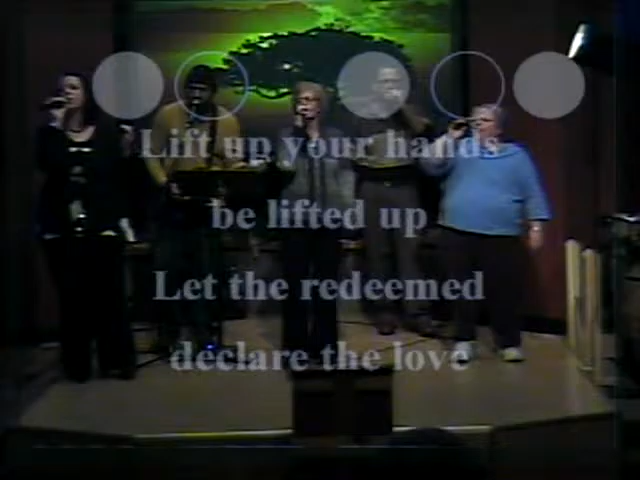 Lift up your hands
be lifted up
Let the redeemed
declare the love